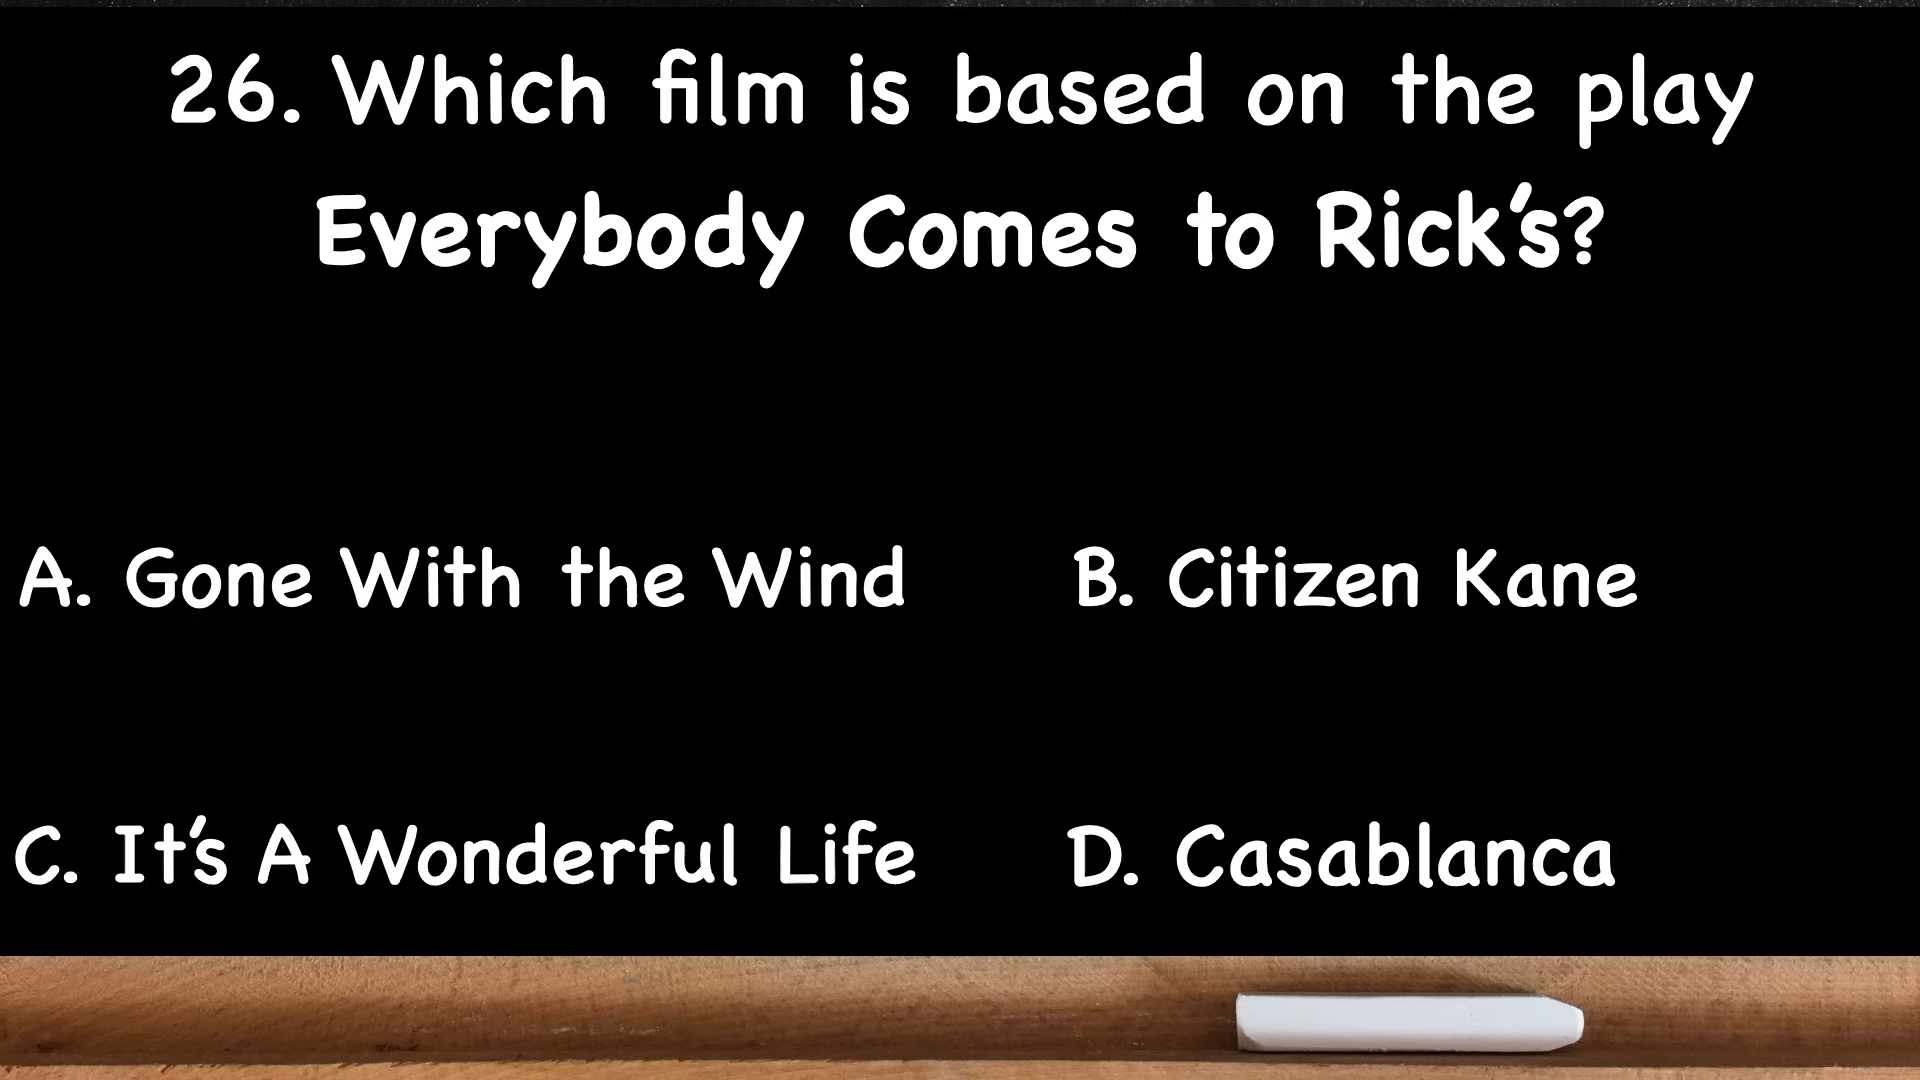 26. Which film is based on the play
Everybody Comes to Rick's?
A. Gone With the Wind
B. Citizen Kane
C. It's A Wonderful Life
D. Casablanca